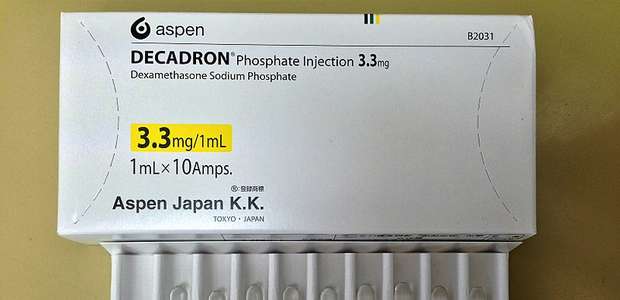 aspen
B2031
DECADRON® Phosphate Injection 3.3mg
Dexamethasone Sodium Phosphate
3.3mg/1mL
1mL×10Amps.
Ⓡ:登録商標
Aspen Japan K.K.
TOKYO・JAPAN